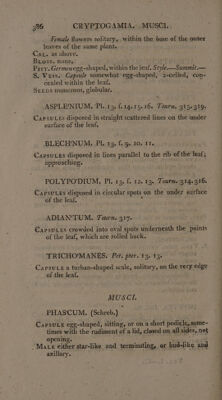 386 CRYPTOGAMIA. MUSCI.
Female flowers solitary, within the base of the outer
leaves of the same plant.
CAL. as above.
BLOSS. none.
PIST. Germen egg-shaped, within the leaf. Style.—Summit.—
S. VESS. Capsule somewhat egg-shaped, 2-celled, con-
cealed within the leaf.
SEEDS numerous, globular.
ASPLENIUM. Pl. 13. f. 14. 15. 16. Tourn. 315. 319.
CAPSULES disposed in straight scattered lines on the under
surface of the leaf.
BLECHNUM. Pl. 13. f. 9. 10. 11.
CAPSULES disposed in lines parallel to the rib of the leaf;
approaching.
POLYPODIUM. Pl. 13. f. 12. 13. Tourn. 314. 316.
CAPSULES disposed in circular spots on the under surface
of the leaf.
ADIANTUM. Tourn. 317.
CAPSULES crowded into oval spots underneath the points
of the leaf, which are rolled back.
TRICHOMANES. Pet. pter. 13. 13.
CAPSULE a turban-shaped scale, solitary, on the very edge
of the leaf.
MUSCI.
PHASCUM. (Schreb.)
CAPSULE egg-shaped, sitting, or on a short pedicle, some-
times with the rudiment of a lid, closed on all sides, not
opening.
MALE either star-like and terminating, or bud-like and
axillary.